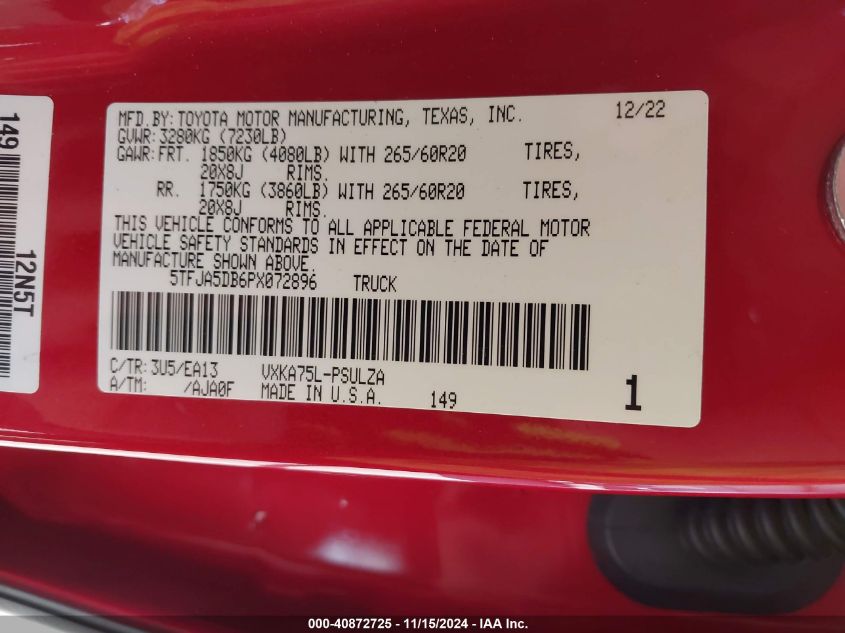 149
12N5T
MFD.BY:TOYOTA MOTOR MANUFACTURING, TEXAS, INC. 12/22
GVWR:3280KG (7230LB)
GAWR:FRT. 1850KG (4080LB) WITH 265/60R20 TIRES,
20X8J RIMS.
RR. 1750KG (3860LB) WITH 265/60R20 TIRES,
20X8J RIMS.
THIS VEHICLE CONFORMS TO ALL APPLICABLE FEDERAL MOTOR
VEHICLE SAFETY STANDARDS IN EFFECT ON THE DATE OF
MANUFACTURE SHOWN ABOVE.
5TFJA5DB6PX072896 TRUCK
C/TR:3U5/EA13 VXKA75L-PSULZA
A/TM: /AJA0F MADE IN U.S.A. 149 1
000-40872725 - 11/15/2024 - IAA Inc.